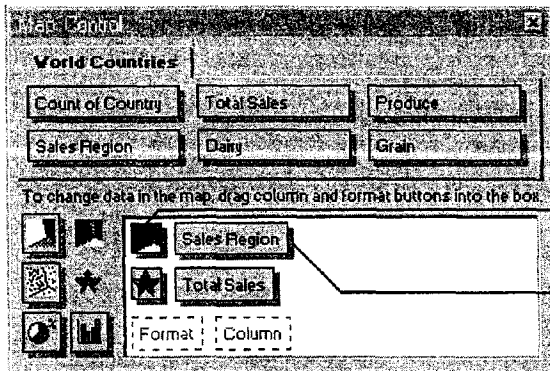 Map Control
World Countries
Count of Country Total Sales Produce
Sales Region Dairy Grain
To change data in the map, drag column and format buttons into the box.
Sales Region
Total Sales
Format Column